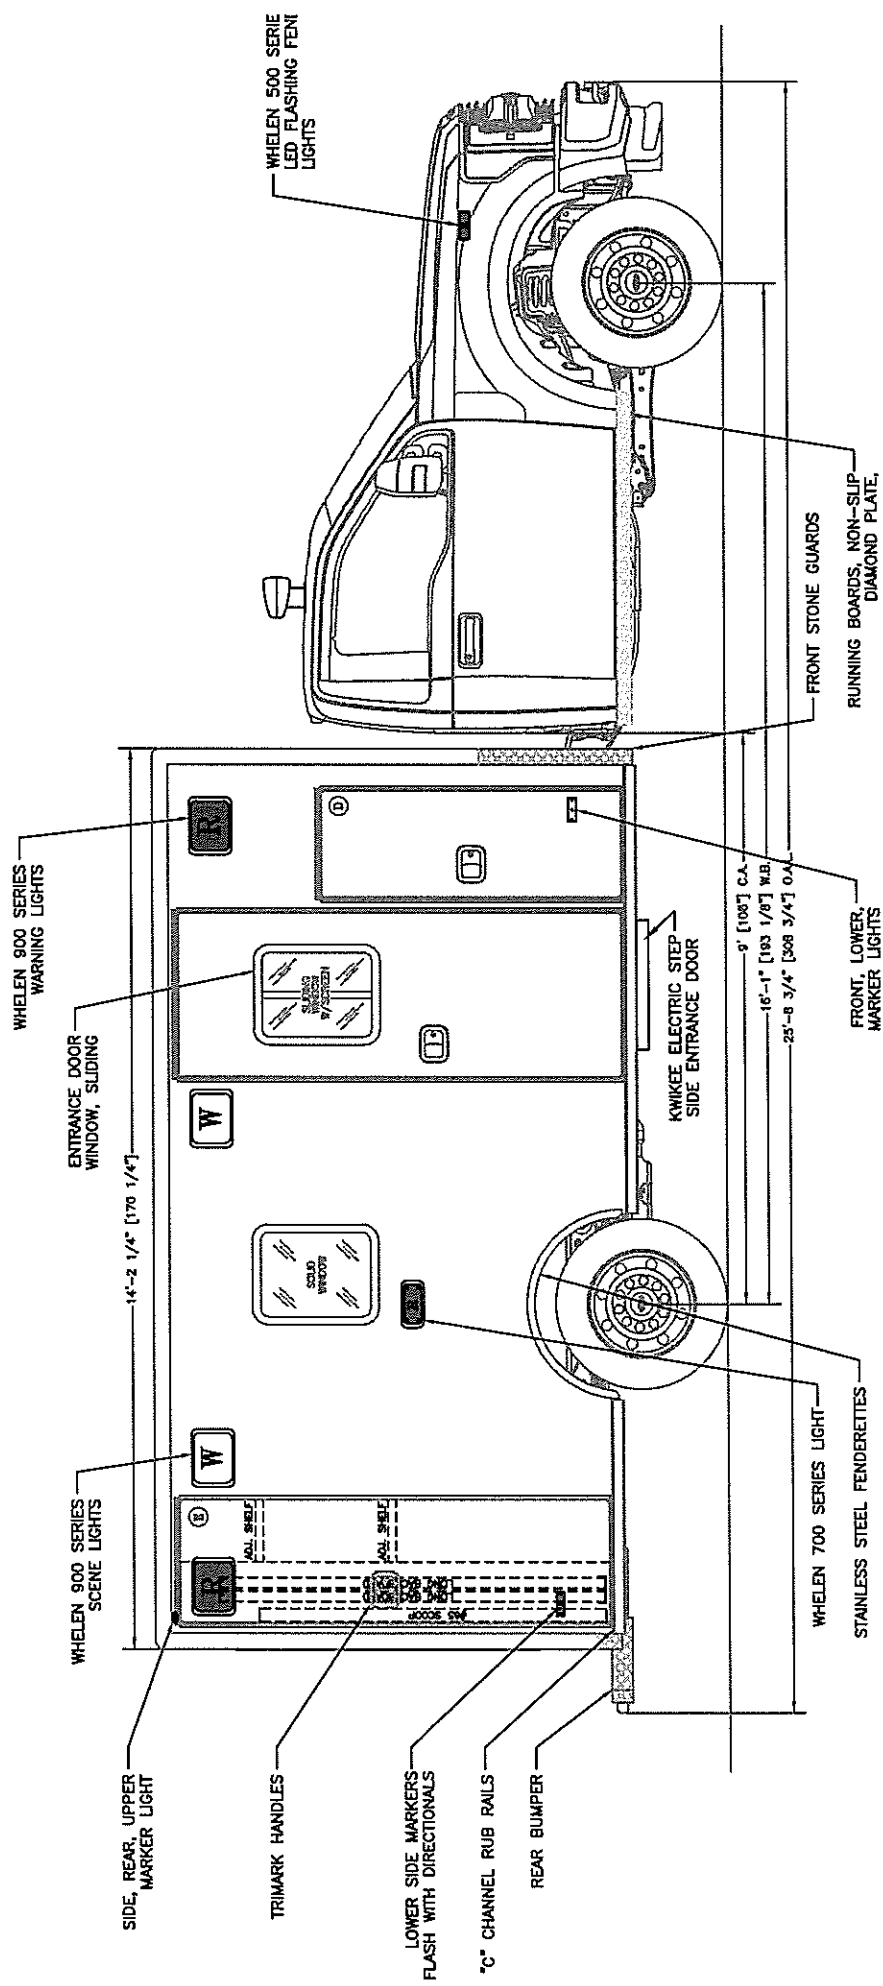 SIDE, REAR, UPPER
MARKER LIGHT
WHELEN 900 SERIES
SCENE LIGHTS
14'-2 1/4" [170 1/4"]
ENTRANCE DOOR
WINDOW, SLIDING
WHELEN 900 SERIES
WARNING LIGHTS
WHELEN 500 SERIE
LED FLASHING FEN
LIGHTS
TRIMARK HANDLES
LOWER SIDE MARKERS
FLASH WITH DIRECTIONALS
"C" CHANNEL RUB RAILS
REAR BUMPER
R
W
W
R
ADJ. SHELF
ADJ. SHELF
SCOOP
SOLID
WINDOW
SLIDING
WINDOW
W/SCREEN
D
KWIKEE ELECTRIC STEP
SIDE ENTRANCE DOOR
9' [108"] C.A.
16'-1" [193 1/8"] W.B.
25'-8 3/4" [308 3/4"] O.A.
WHELEN 700 SERIES LIGHT
STAINLESS STEEL FENDERETTES
FRONT, LOWER,
MARKER LIGHTS
FRONT STONE GUARDS
RUNNING BOARDS, NON-SLIP
DIAMOND PLATE,